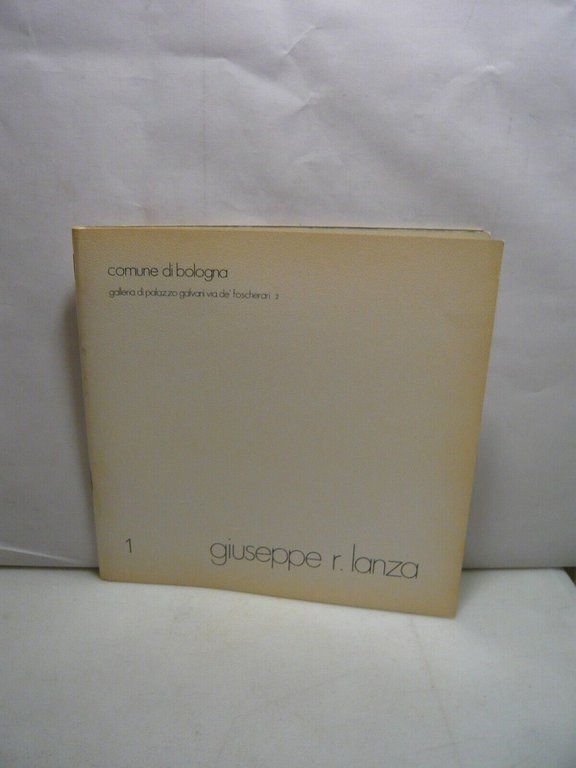 comune di bologna
galleria di palazzo galvani via de' foscherari 2
1
giuseppe r. lanza